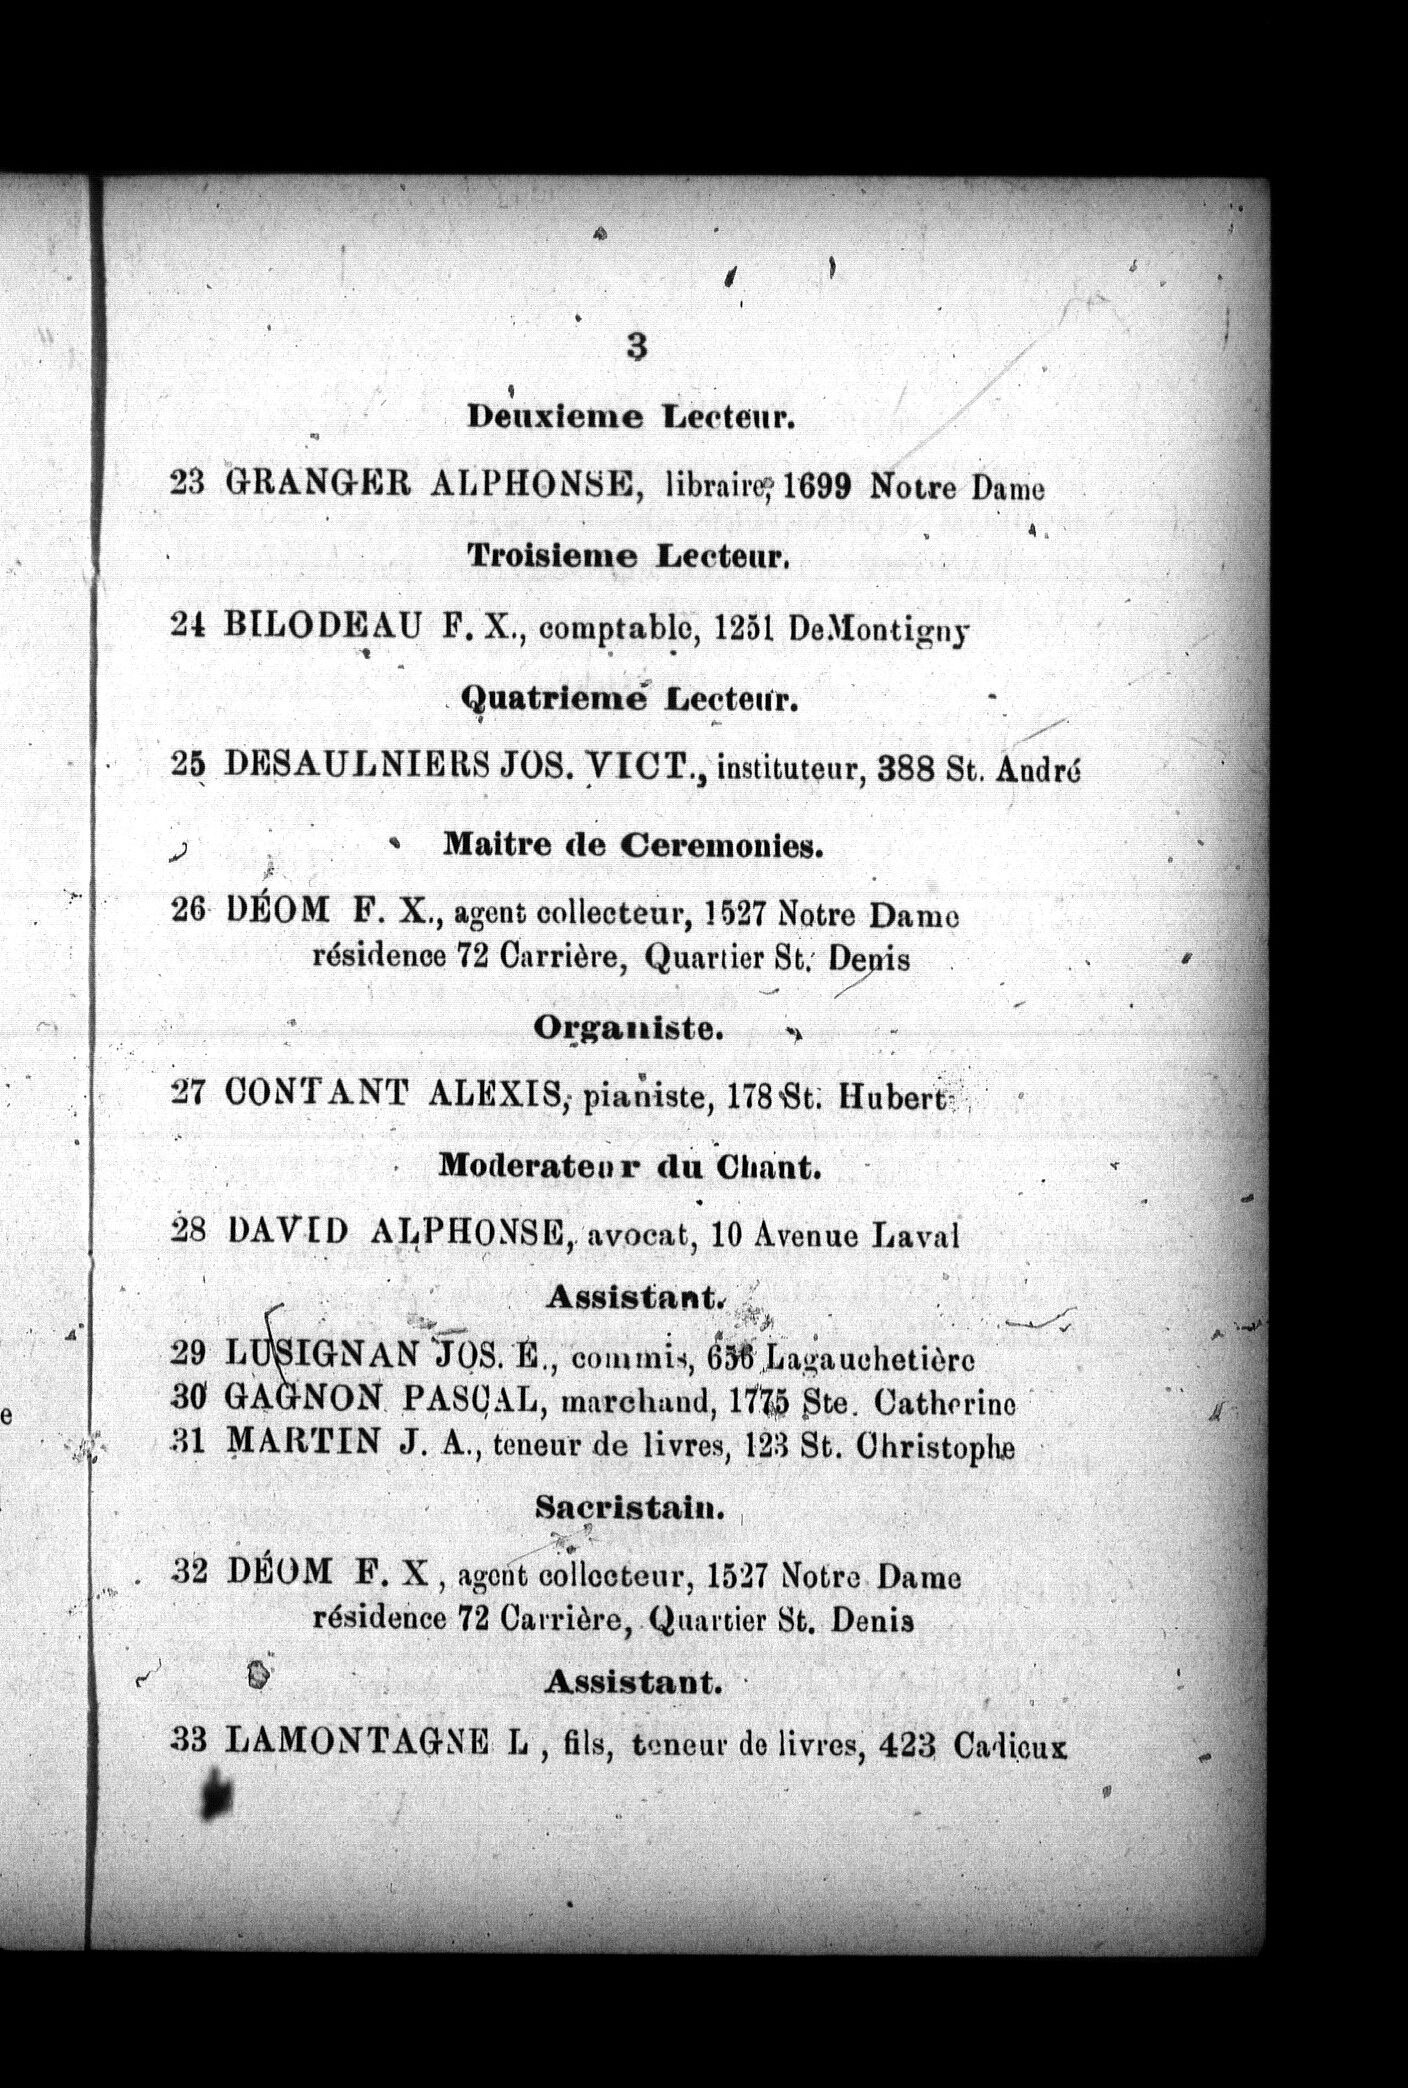 3
Deuxieme Lecteur.
23 GRANGER ALPHONSE, libraire, 1699 Notre Dame
Troisieme Lecteur.
24 BILODEAU F. X., comptable, 1251 DeMontigny
Quatrieme Lecteur.
25 DESAULNIERS JOS. VICT., instituteur, 388 St. André
Maitre de Ceremonies.
26 DÉOM F. X., agent collecteur, 1527 Notre Dame
résidence 72 Carrière, Quartier St. Denis
Organiste.
27 CONTANT ALEXIS, pianiste, 178 St. Hubert
Moderateur du Chant.
28 DAVID ALPHONSE, avocat, 10 Avenue Laval
Assistant.
29 LUSIGNAN JOS. E., commis, 656 Lagauchetière
30 GAGNON PASCAL, marchand, 1775 Ste. Catherine
31 MARTIN J. A., teneur de livres, 123 St. Christophe
Sacristain.
32 DÉOM F. X , agent collecteur, 1527 Notre Dame
résidence 72 Carrière, Quartier St. Denis
Assistant.
33 LAMONTAGNE L , fils, teneur de livres, 423 Cadieux